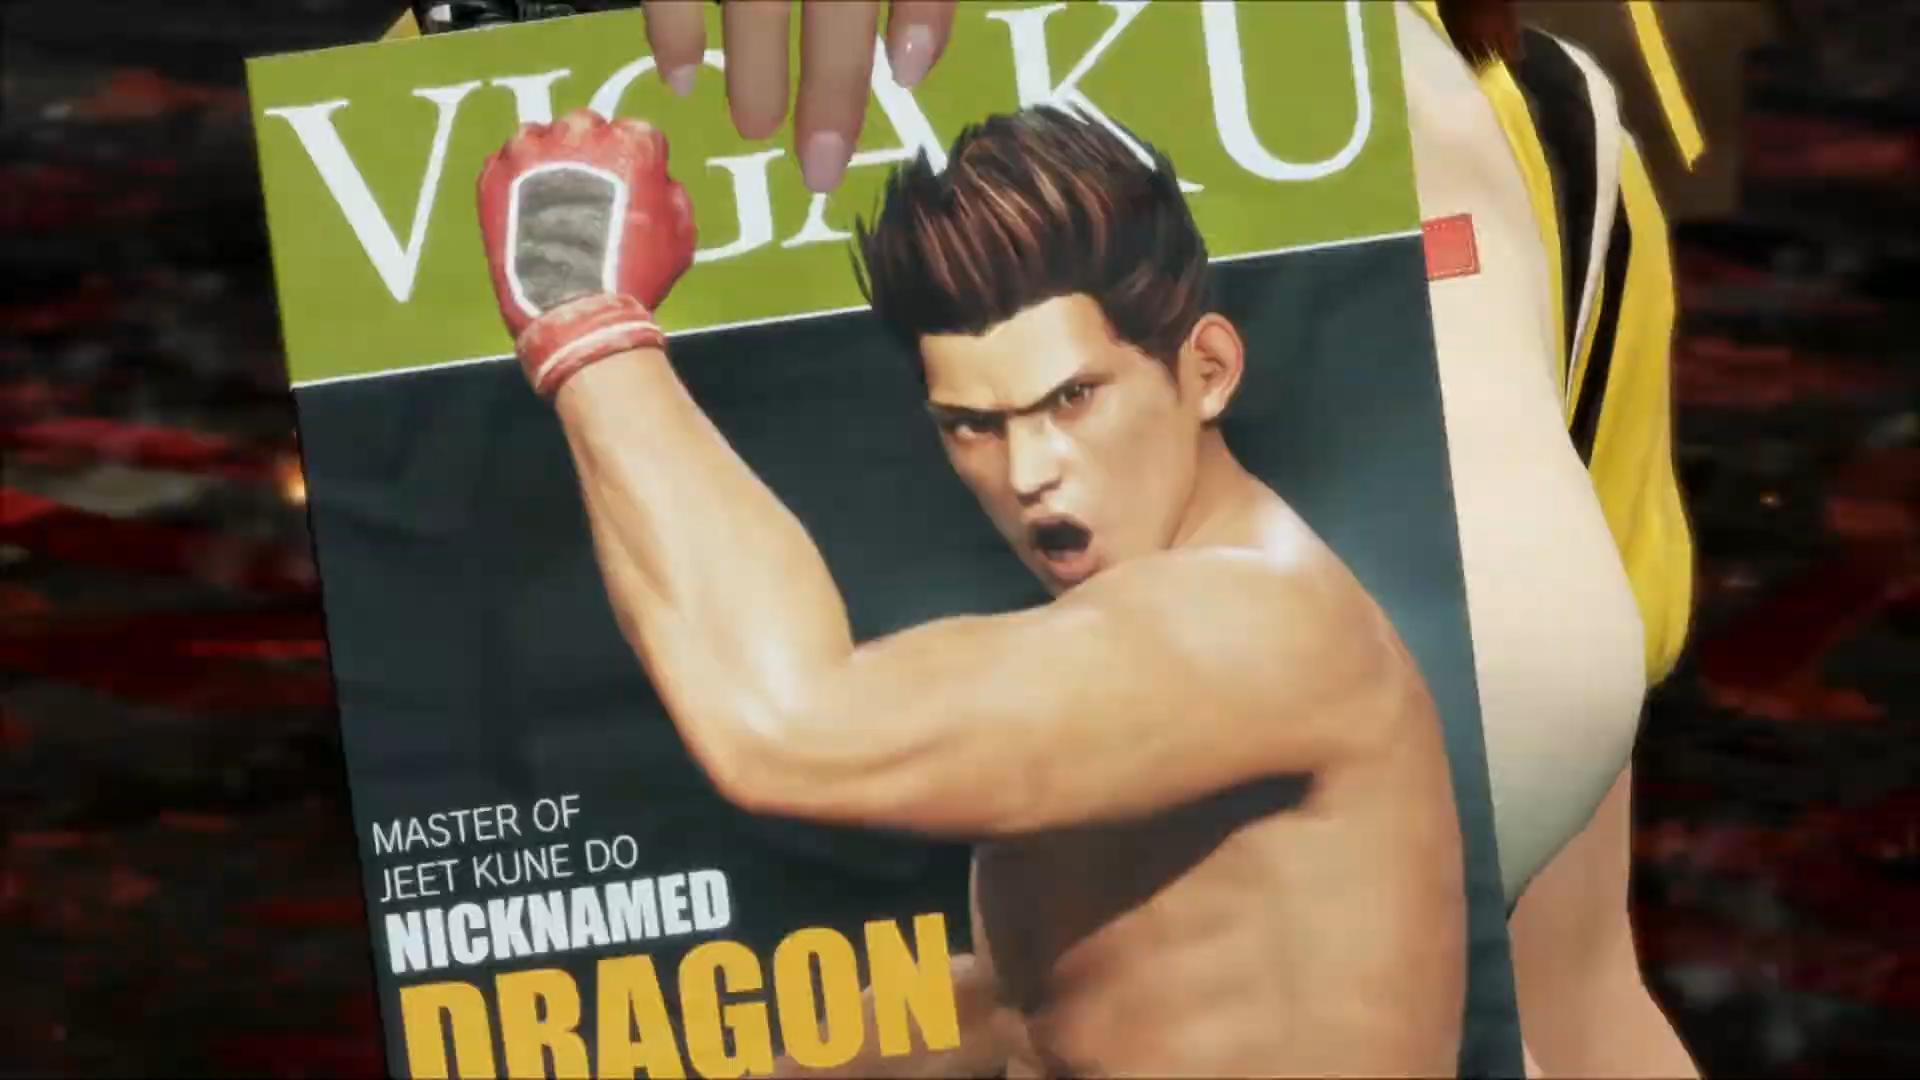 VIGAKU
MASTER OF
JEET KUNE DO
NICKNAMED
DRAGON